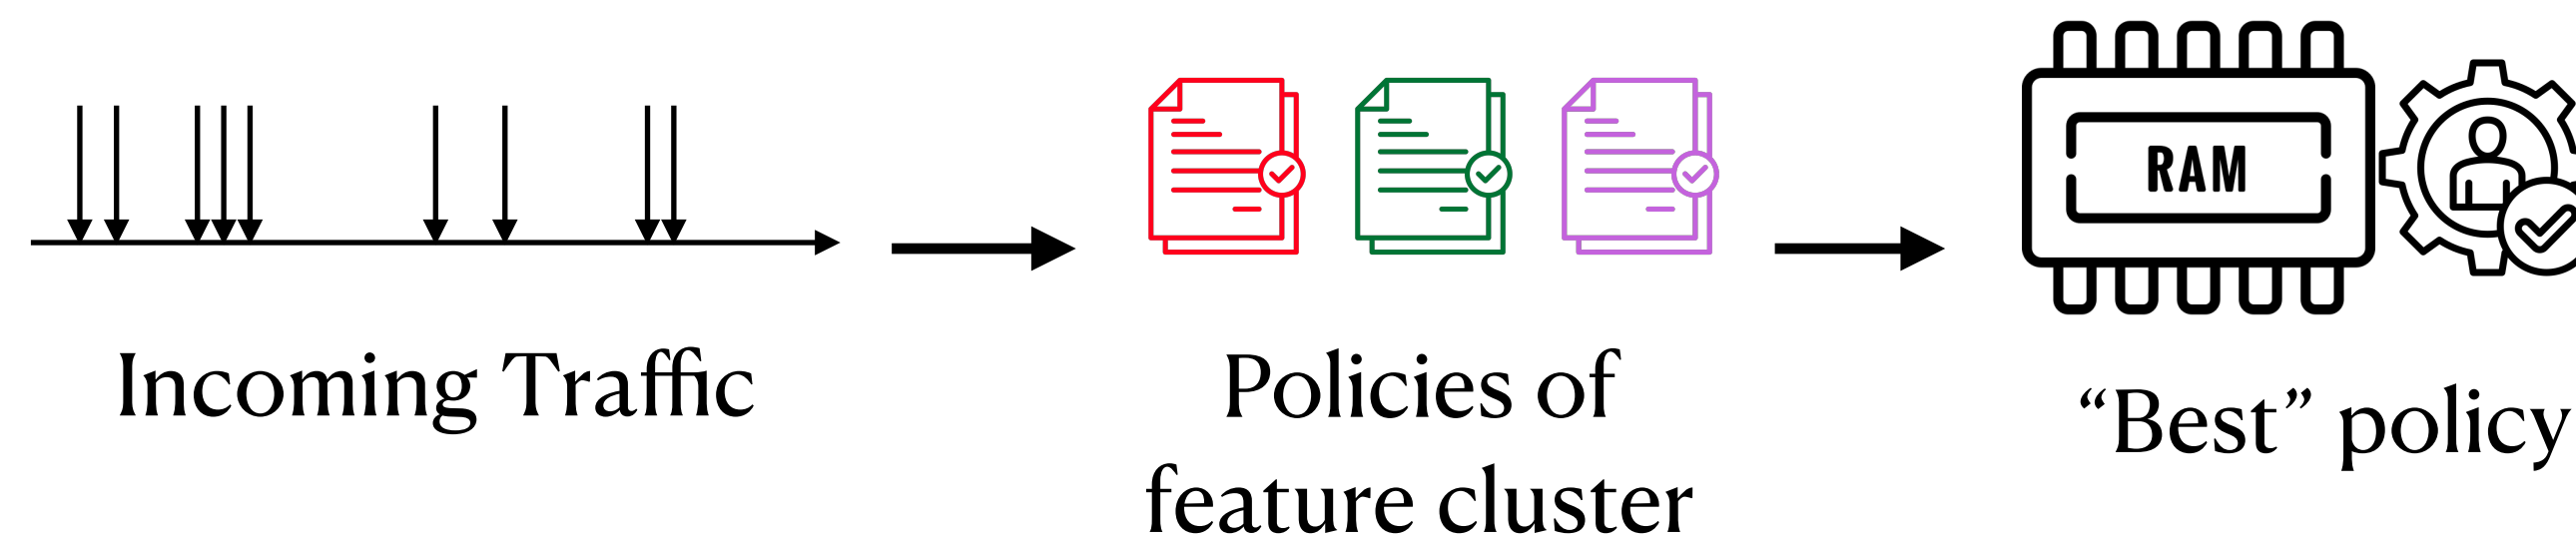 RAM
Incoming Traffic
Policies of
feature cluster
“Best” policy